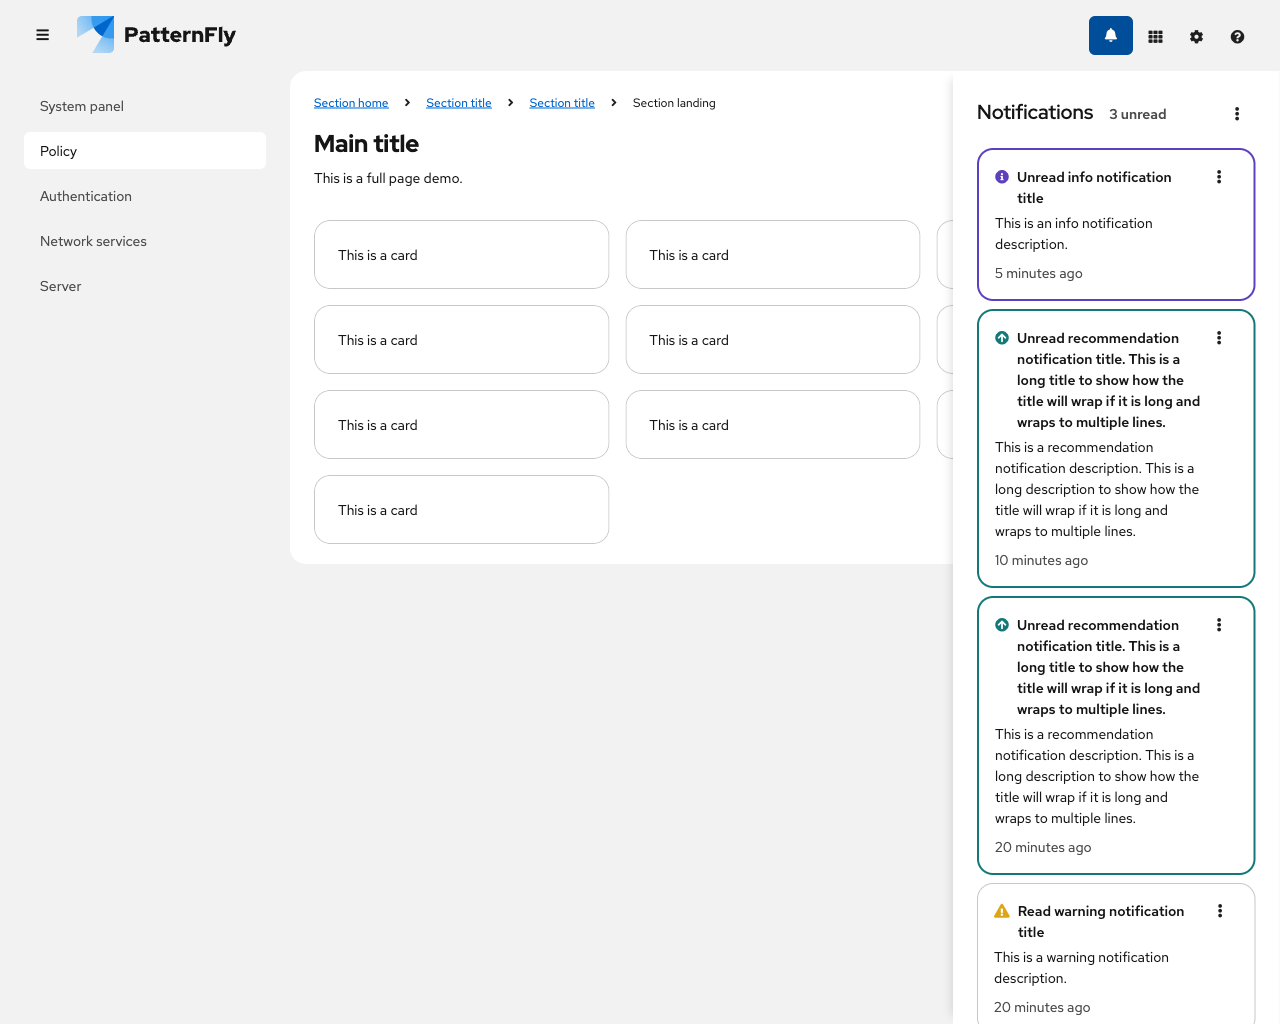 PatternFly
System panel
Policy
Authentication
Network services
Server
Section home
Section title
Section title
Section landing
Main title
This is a full page demo.
This is a card
This is a card
This is a card
This is a card
This is a card
This is a card
This is a card
Notifications 3 unread
Unread info notification
title
This is an info notification
description.
5 minutes ago
Unread recommendation
notification title. This is a
long title to show how the
title will wrap if it is long and
wraps to multiple lines.
This is a recommendation
notification description. This is a
long description to show how the
title will wrap if it is long and
wraps to multiple lines.
10 minutes ago
Unread recommendation
notification title. This is a
long title to show how the
title will wrap if it is long and
wraps to multiple lines.
This is a recommendation
notification description. This is a
long description to show how the
title will wrap if it is long and
wraps to multiple lines.
20 minutes ago
Read warning notification
title
This is a warning notification
description.
20 minutes ago